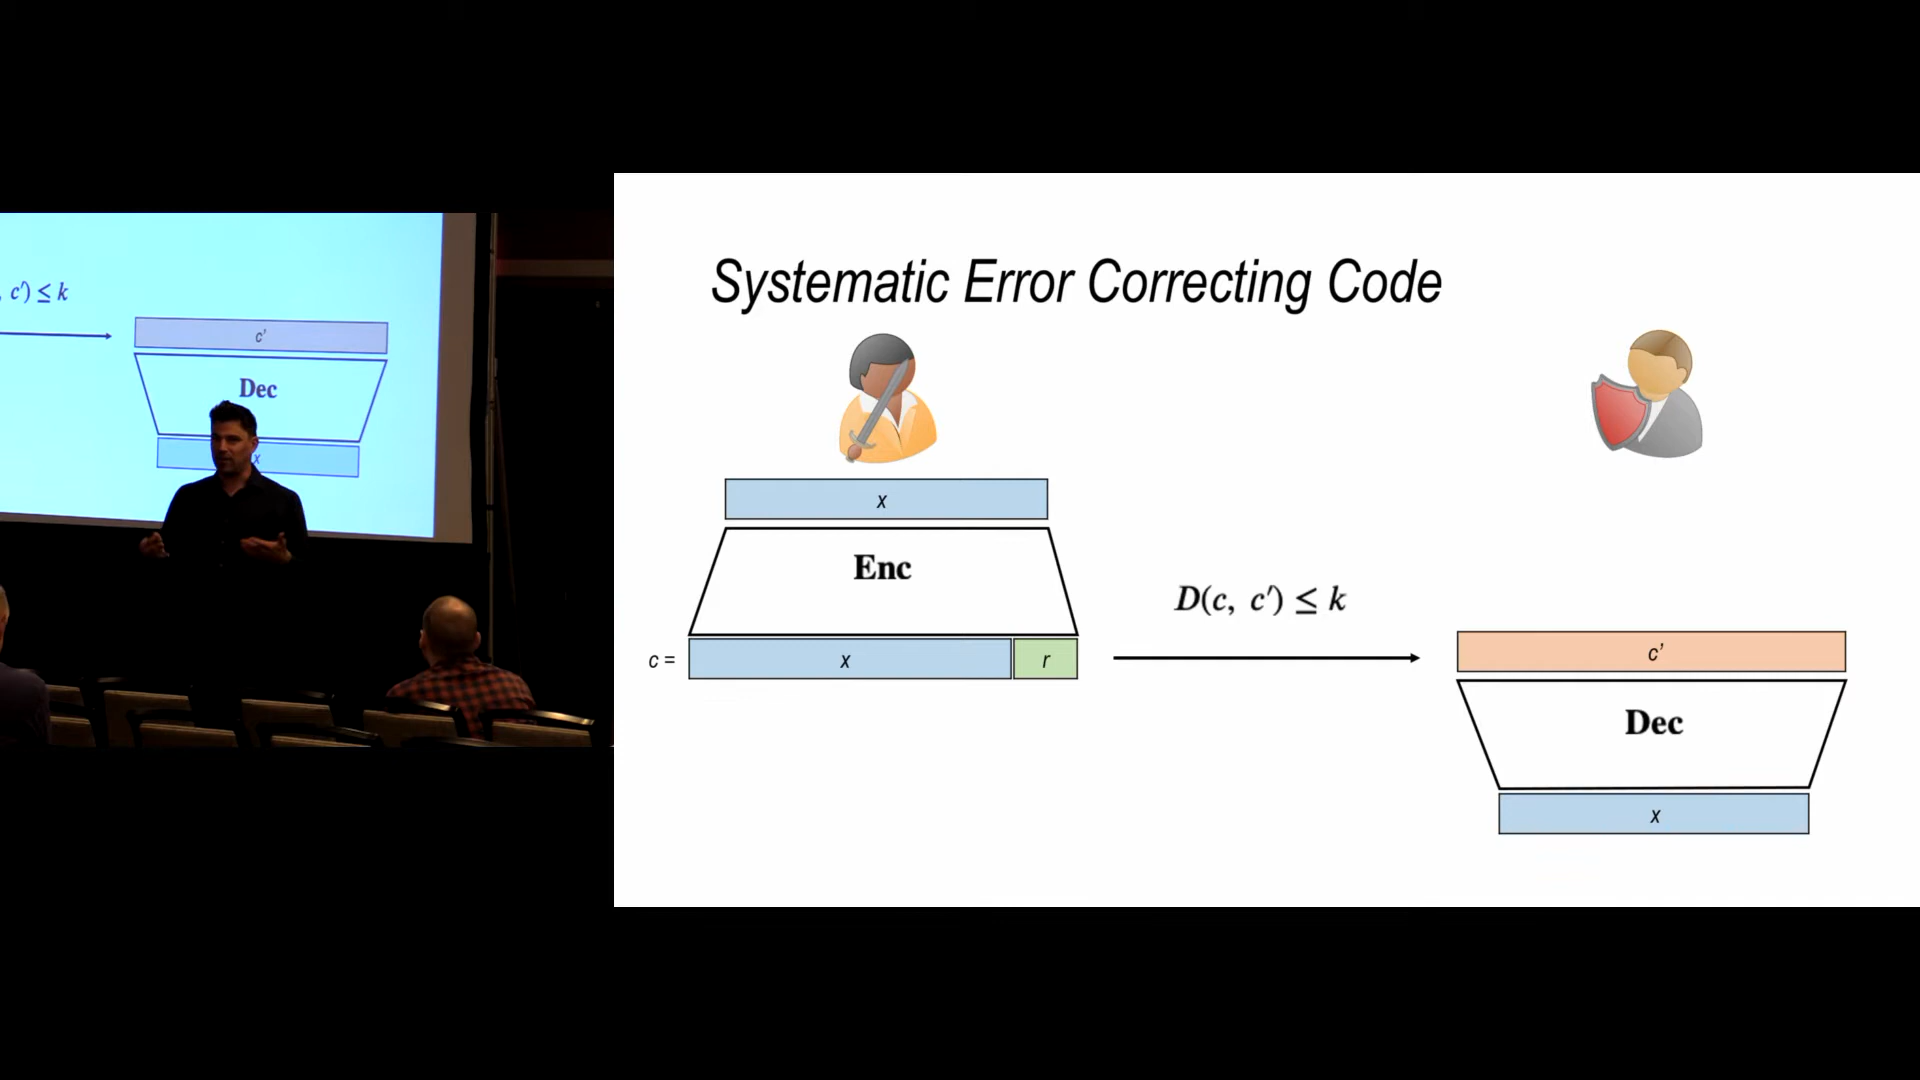 , c′) ≤ k
c'
Dec
x
Systematic Error Correcting Code
x
Enc
D(c, c′) ≤ k
c =
x
r
c'
Dec
x